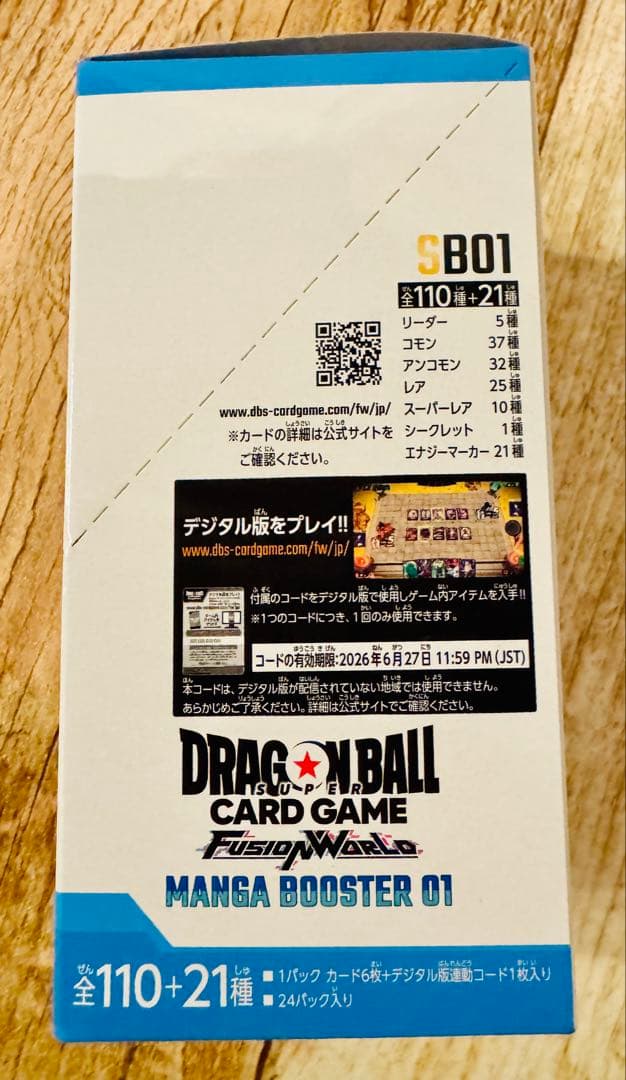 SB01
全110種+21種
リーダー 5種
コモン 37種
アンコモン 32種
レア 25種
スーパーレア 10種
シークレット 1種
エナジーマーカー 21種
www.dbs-cardgame.com/fw/jp/
※カードの詳細は公式サイトを
ご確認ください。
デジタル版をプレイ!!
www.dbs-cardgame.com/fw/jp/
付属のコードをデジタル版で使用しゲーム内アイテムを入手!!
※1つのコードにつき、1回のみ使用できます。
コードの有効期限:2026年6月27日 11:59 PM (JST)
本コードは、デジタル版が配信されていない地域では使用できません。
あらかじめご了承ください。詳細は公式サイトでご確認ください。
DRAGON BALL
SUPER
CARD GAME
FUSION WORLD
MANGA BOOSTER 01
全110+21種
■1パック カード6枚+デジタル版連動コード1枚入り
■24パック入り